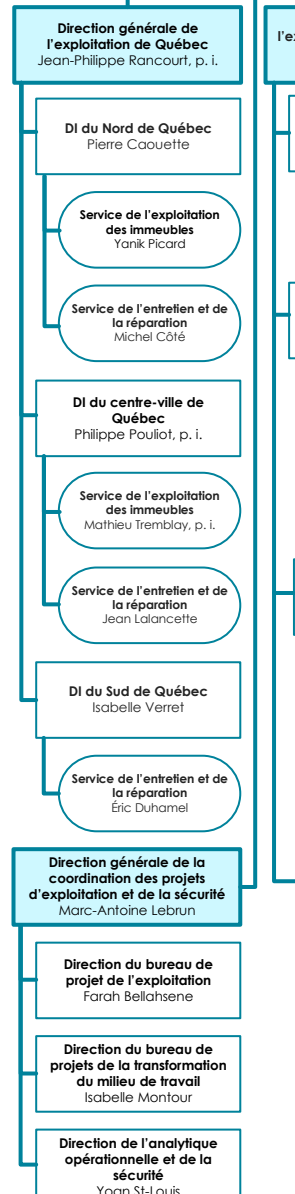 Direction générale de
l'exploitation de Québec
Jean-Philippe Rancourt, p. i.
DI du Nord de Québec
Pierre Caouette
Service de l'exploitation
des immeubles
Yanik Picard
Service de l'entretien et de
la réparation
Michel Côté
DI du centre-ville de
Québec
Philippe Pouliot, p. i.
Service de l'exploitation
des immeubles
Mathieu Tremblay, p. i.
Service de l'entretien et de
la réparation
Jean Lalancette
DI du Sud de Québec
Isabelle Verret
Service de l'entretien et de
la réparation
Éric Duhamel
Direction générale de la
coordination des projets
d'exploitation et de la sécurité
Marc-Antoine Lebrun
Direction du bureau de
projet de l'exploitation
Farah Bellahsene
Direction du bureau de
projets de la transformation
du milieu de travail
Isabelle Montour
Direction de l'analytique
opérationnelle et de la
sécurité
Yoan St-Louis